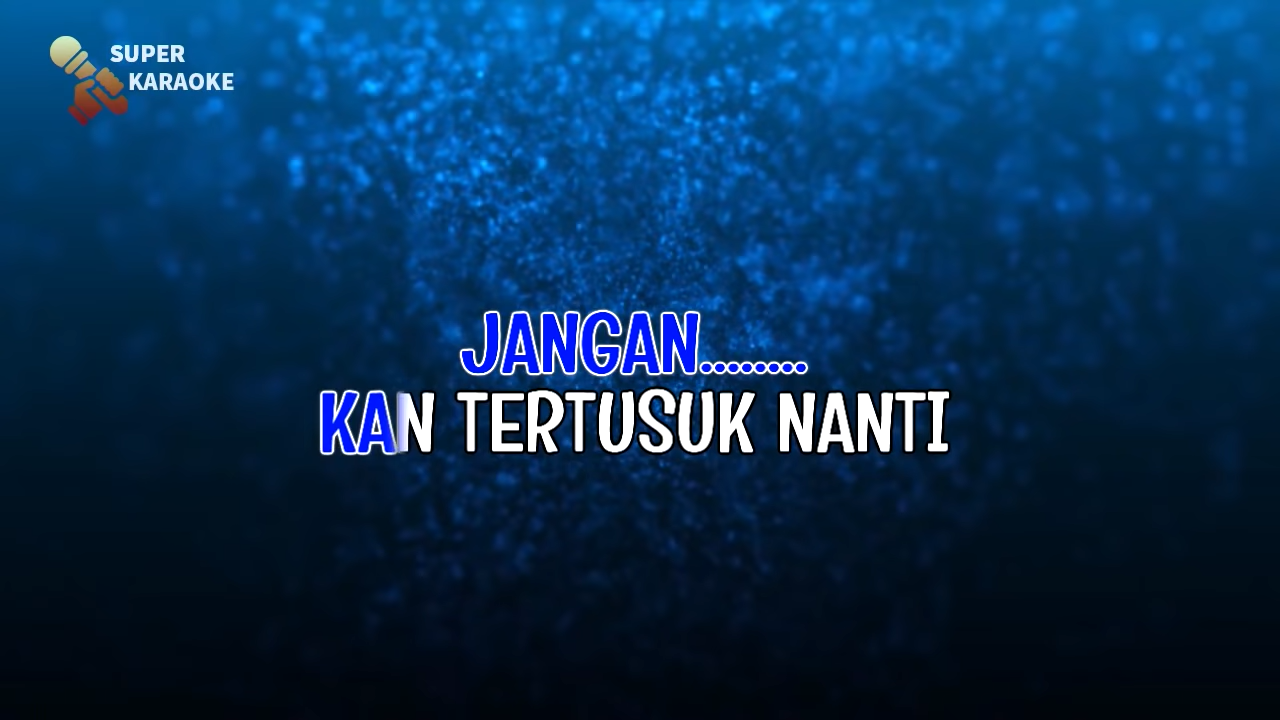 SUPER
KARAOKE
JANGAN........
KAN TERTUSUK NANTI